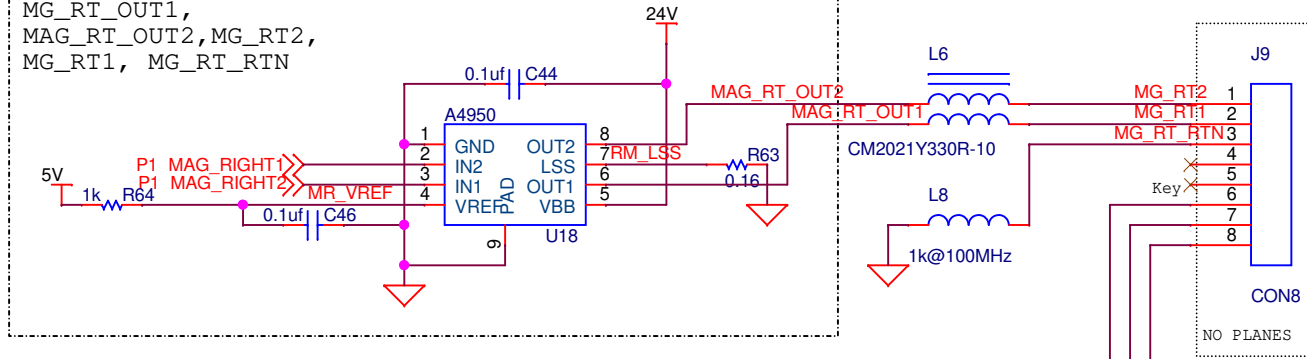 MG_RT_OUT1,
MAG_RT_OUT2,MG_RT2,
MG_RT1, MG_RT_RTN
24V
L6
J9
0.1uf C44
MAG_RT_OUT2
MAG_RT_OUT1
MG_RT2 1
MG_RT1 2
MG_RT_RTN 3
4
Key 5
6
7
8
A4950
1 GND OUT2 8
P1 MAG_RIGHT1 2 IN2 LSS 7 RM_LSS R63
0.16
P1 MAG_RIGHT2 3 IN1 OUT1 6
5V 1k R64 MR_VREF 4 VREF PAD VBB 5
0.1uf C46
9
U18
CM2021Y330R-10
L8
1k@100MHz
CON8
NO PLANES